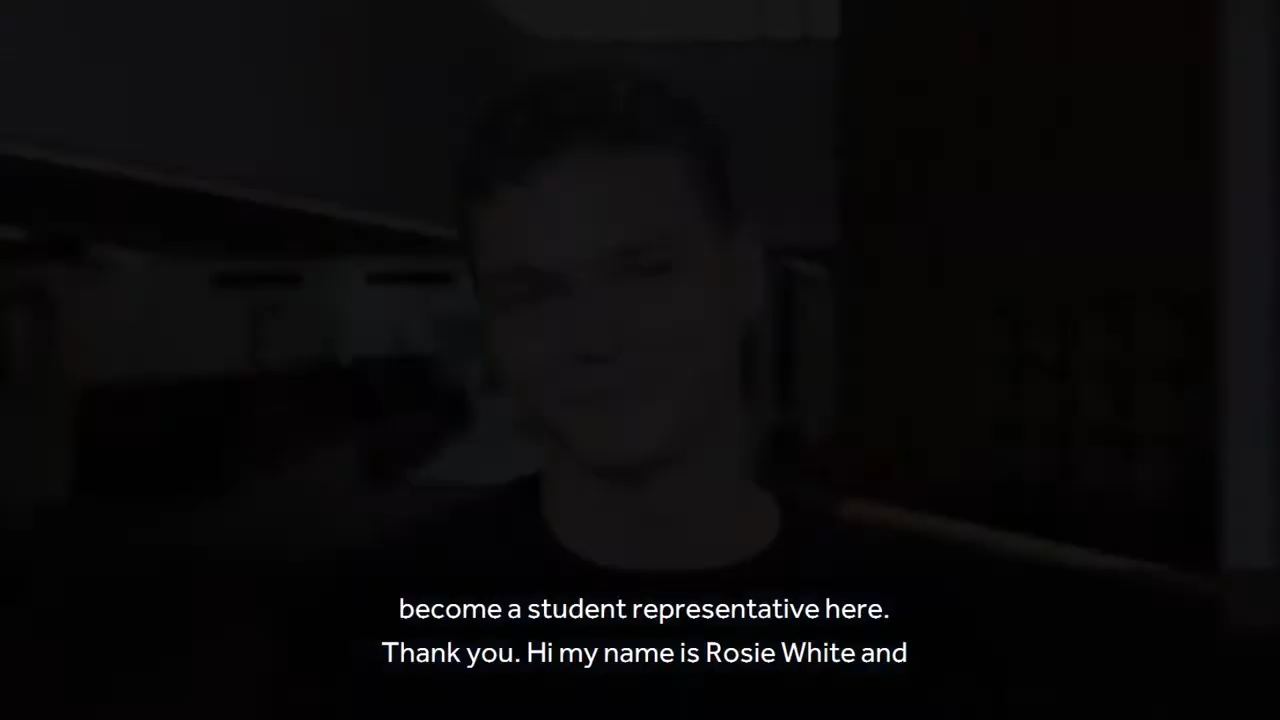 become a student representative here.
Thank you. Hi my name is Rosie White and